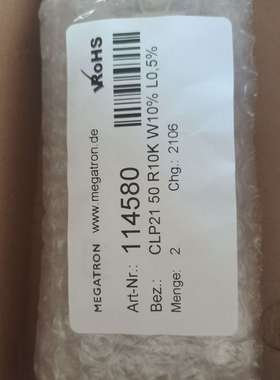 MEGATRON www.megatron.de
RoHS
Art-Nr.: 114580
Bez.: CLP21 50 R10K W10% L0,5%
Menge: 2 Chg.: 2106